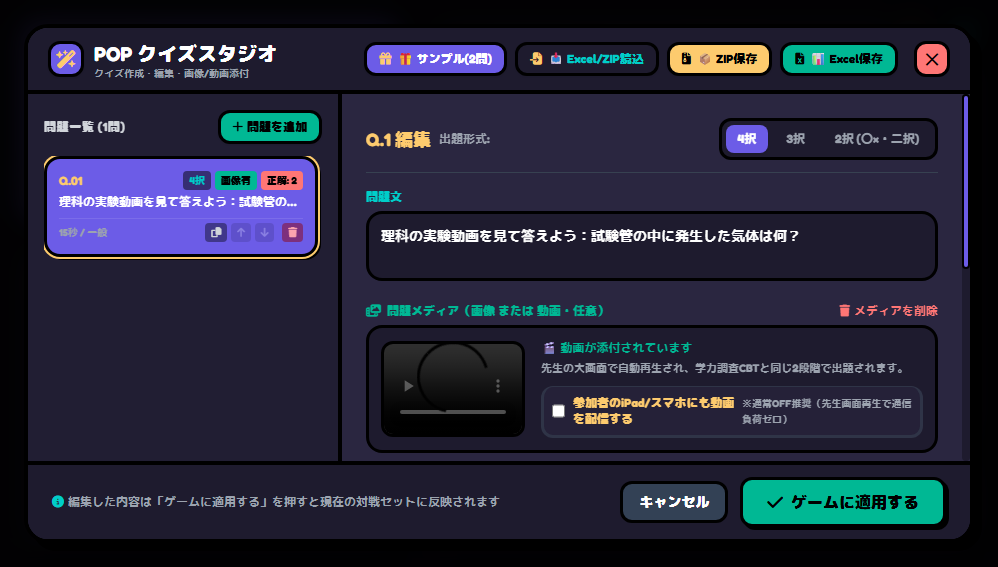 POP クイズスタジオ
クイズ作成・編集・画像/動画添付
サンプル(2問)
Excel/ZIP読込
ZIP保存
Excel保存
問題一覧 (1問)
+ 問題を追加
Q.01
4択
画像有
正解: 2
理科の実験動画を見て答えよう：試験管の...
15秒 / 一般
Q.1 編集
出題形式:
4択
3択
2択 (〇×・二択)
問題文
理科の実験動画を見て答えよう：試験管の中に発生した気体は何？
問題メディア（画像 または 動画・任意）
メディアを削除
動画が添付されています
先生の大画面で自動再生され、学力調査CBTと同じ2段階で出題されます。
参加者のiPad/スマホにも動画
を配信する
※通常OFF推奨（先生画面再生で通信
負荷ゼロ）
編集した内容は「ゲームに適用する」を押すと現在の対戦セットに反映されます
キャンセル
ゲームに適用する